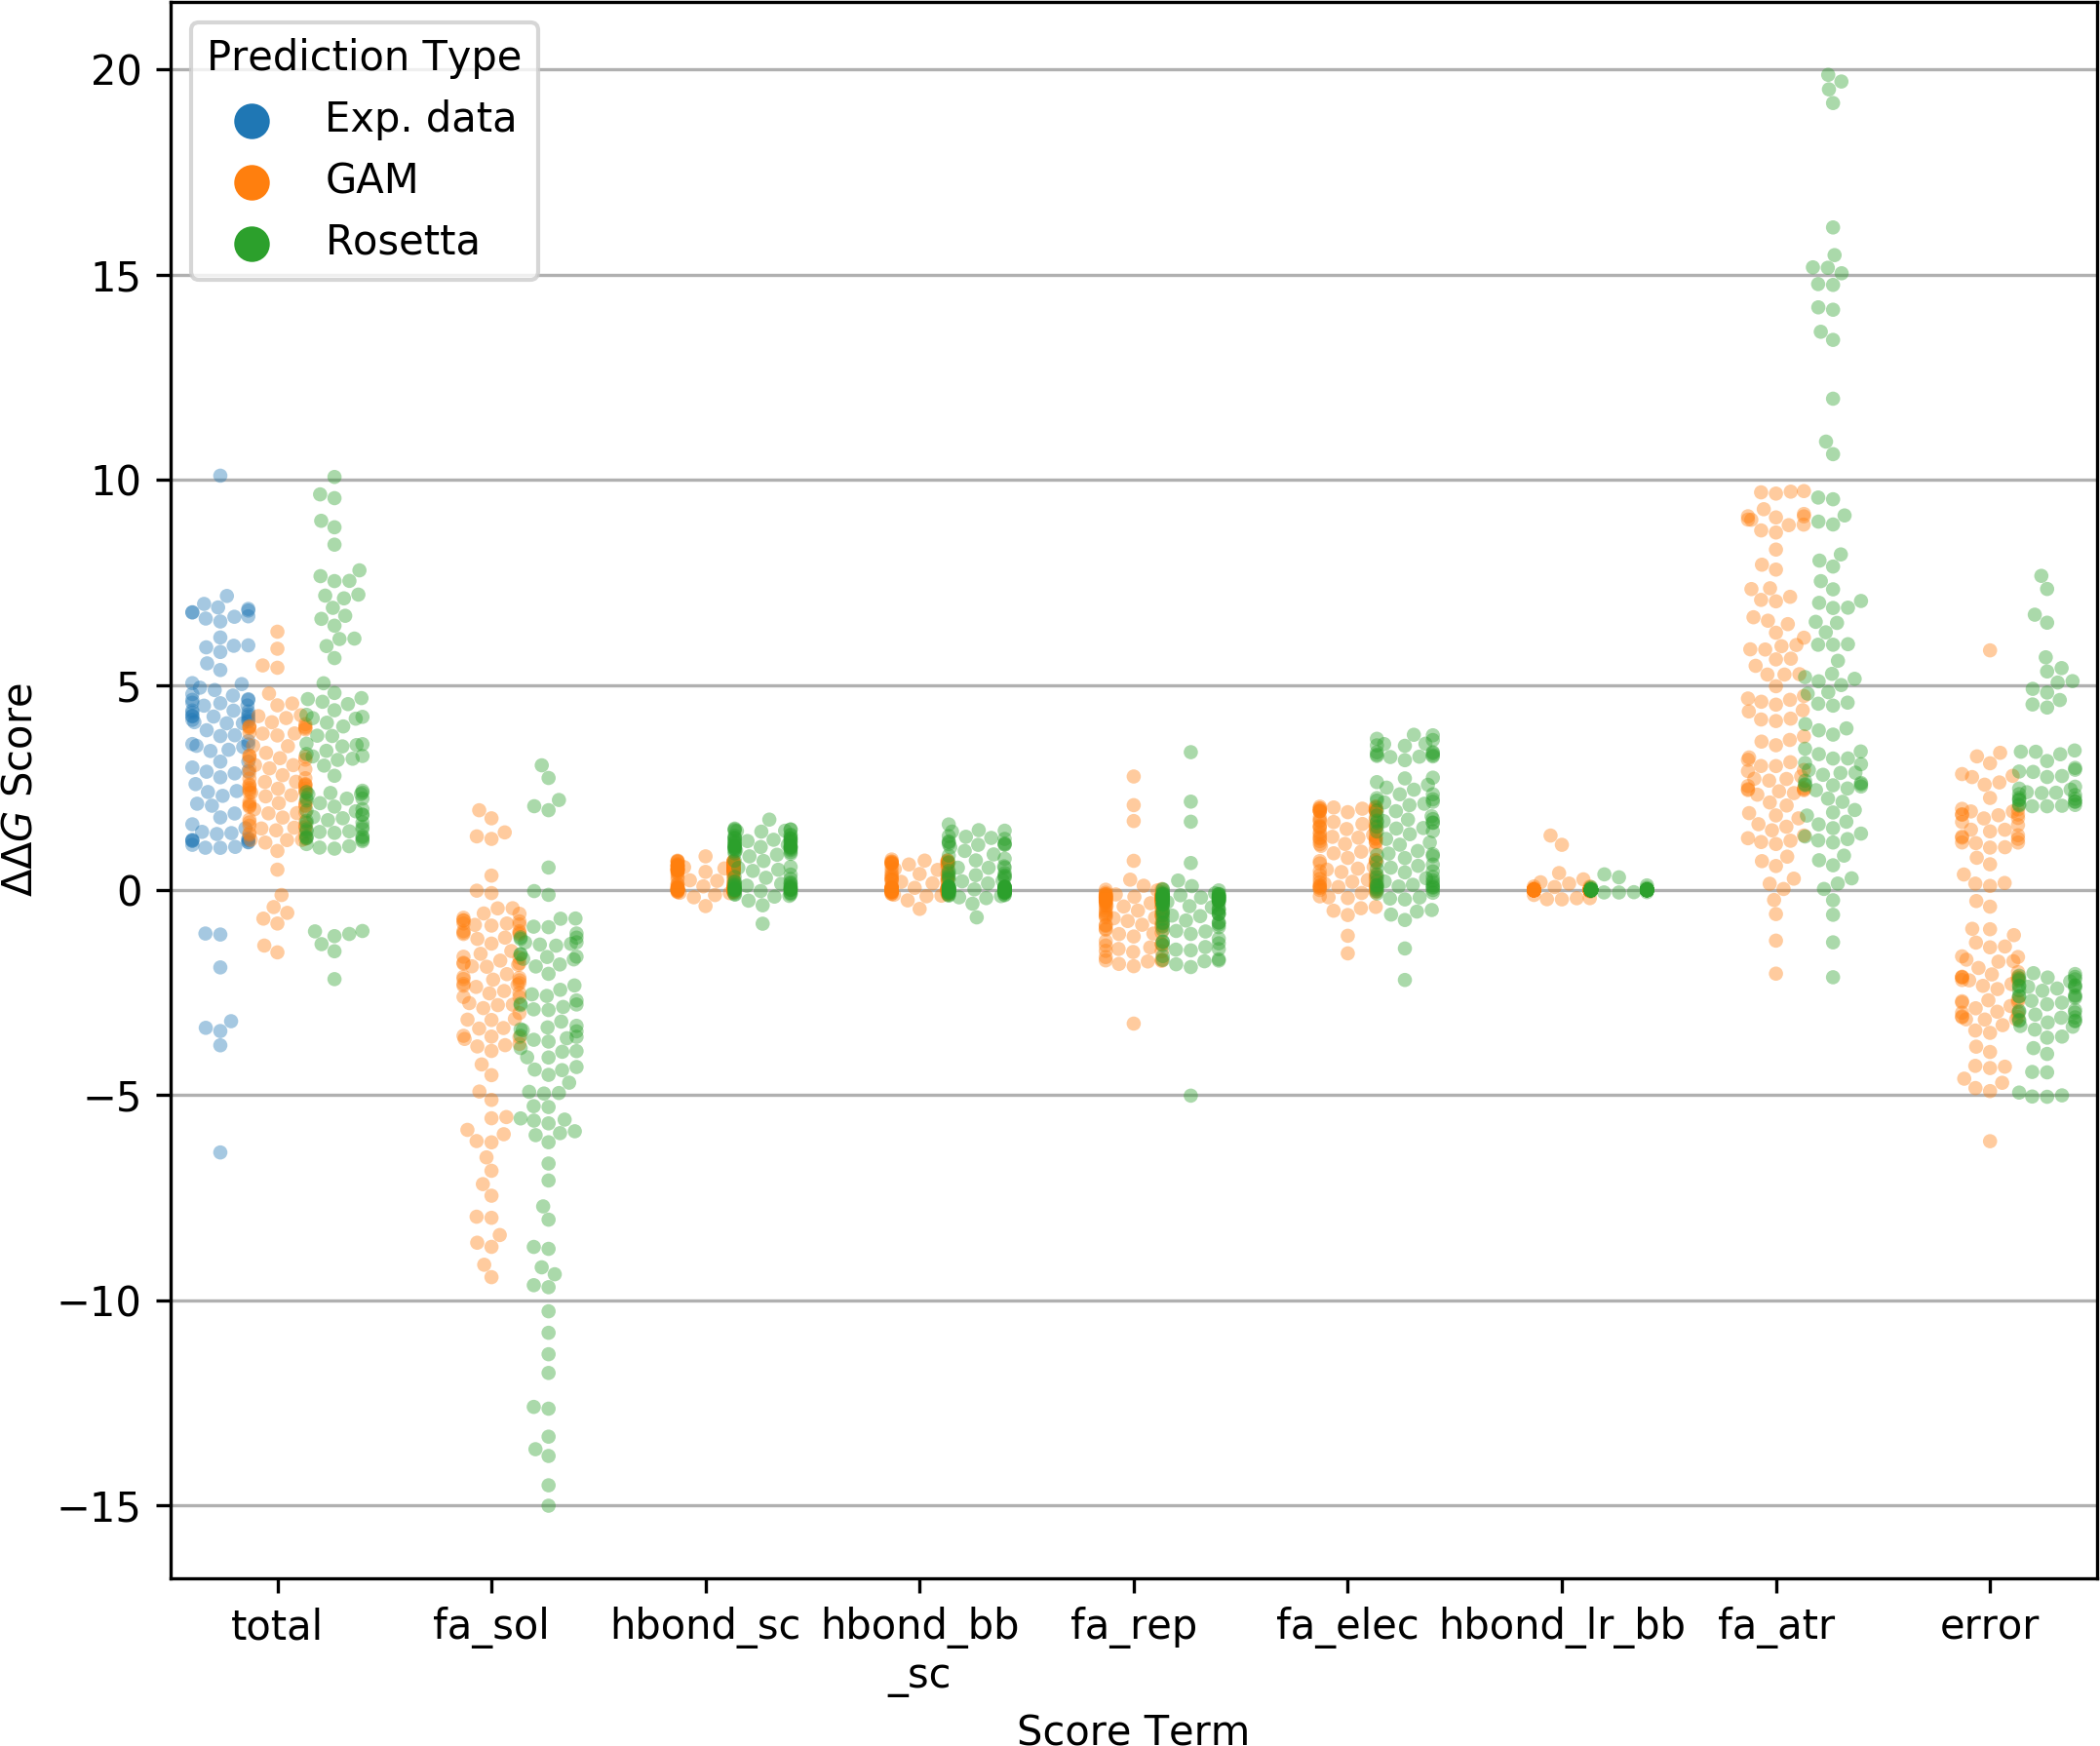 Prediction Type
Exp. data
GAM
Rosetta
20
15
10
5
0
−5
−10
−15
ΔΔG Score
total fa_sol hbond_sc hbond_bb fa_rep fa_elec hbond_lr_bb fa_atr error
_sc
Score Term